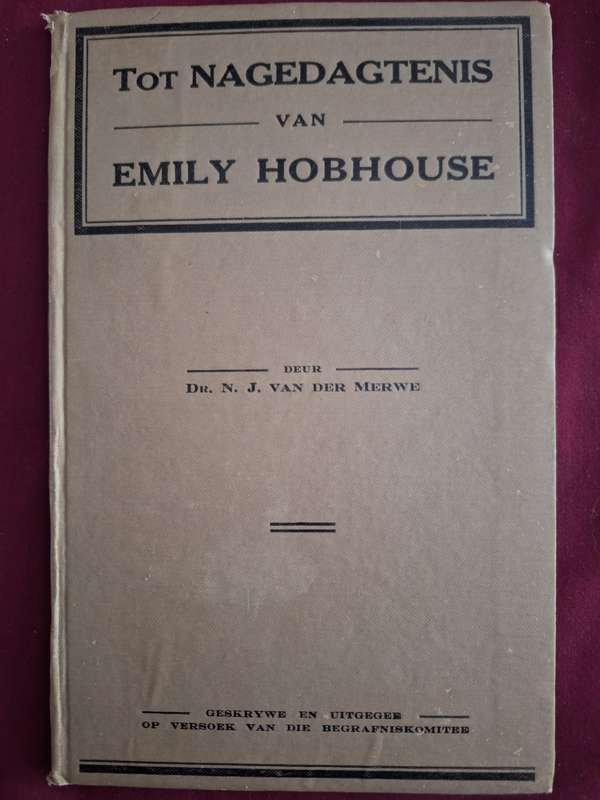 Tot NAGEDAGTENIS
VAN
EMILY HOBHOUSE
DEUR
DR. N. J. VAN DER MERWE
GESKRYWE EN UITGEGEE
OP VERSOEK VAN DIE BEGRAFNISKOMITEE